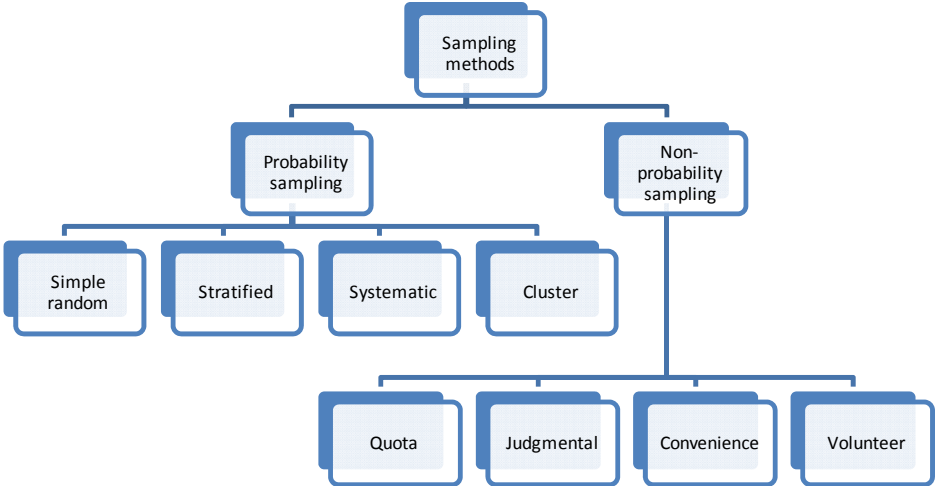 Sampling
methods
Probability
sampling
Non-
probability
sampling
Simple
random
Stratified
Systematic
Cluster
Quota
Judgmental
Convenience
Volunteer